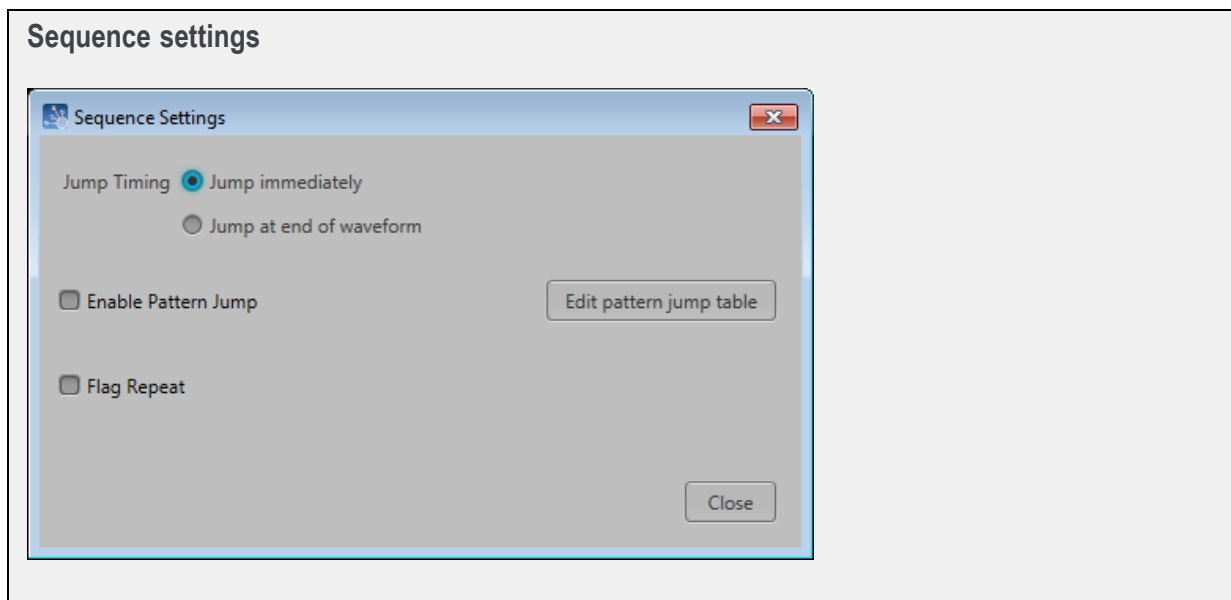 Sequence settings
Sequence Settings
Jump Timing Jump immediately
Jump at end of waveform
Enable Pattern Jump Edit pattern jump table
Flag Repeat
Close